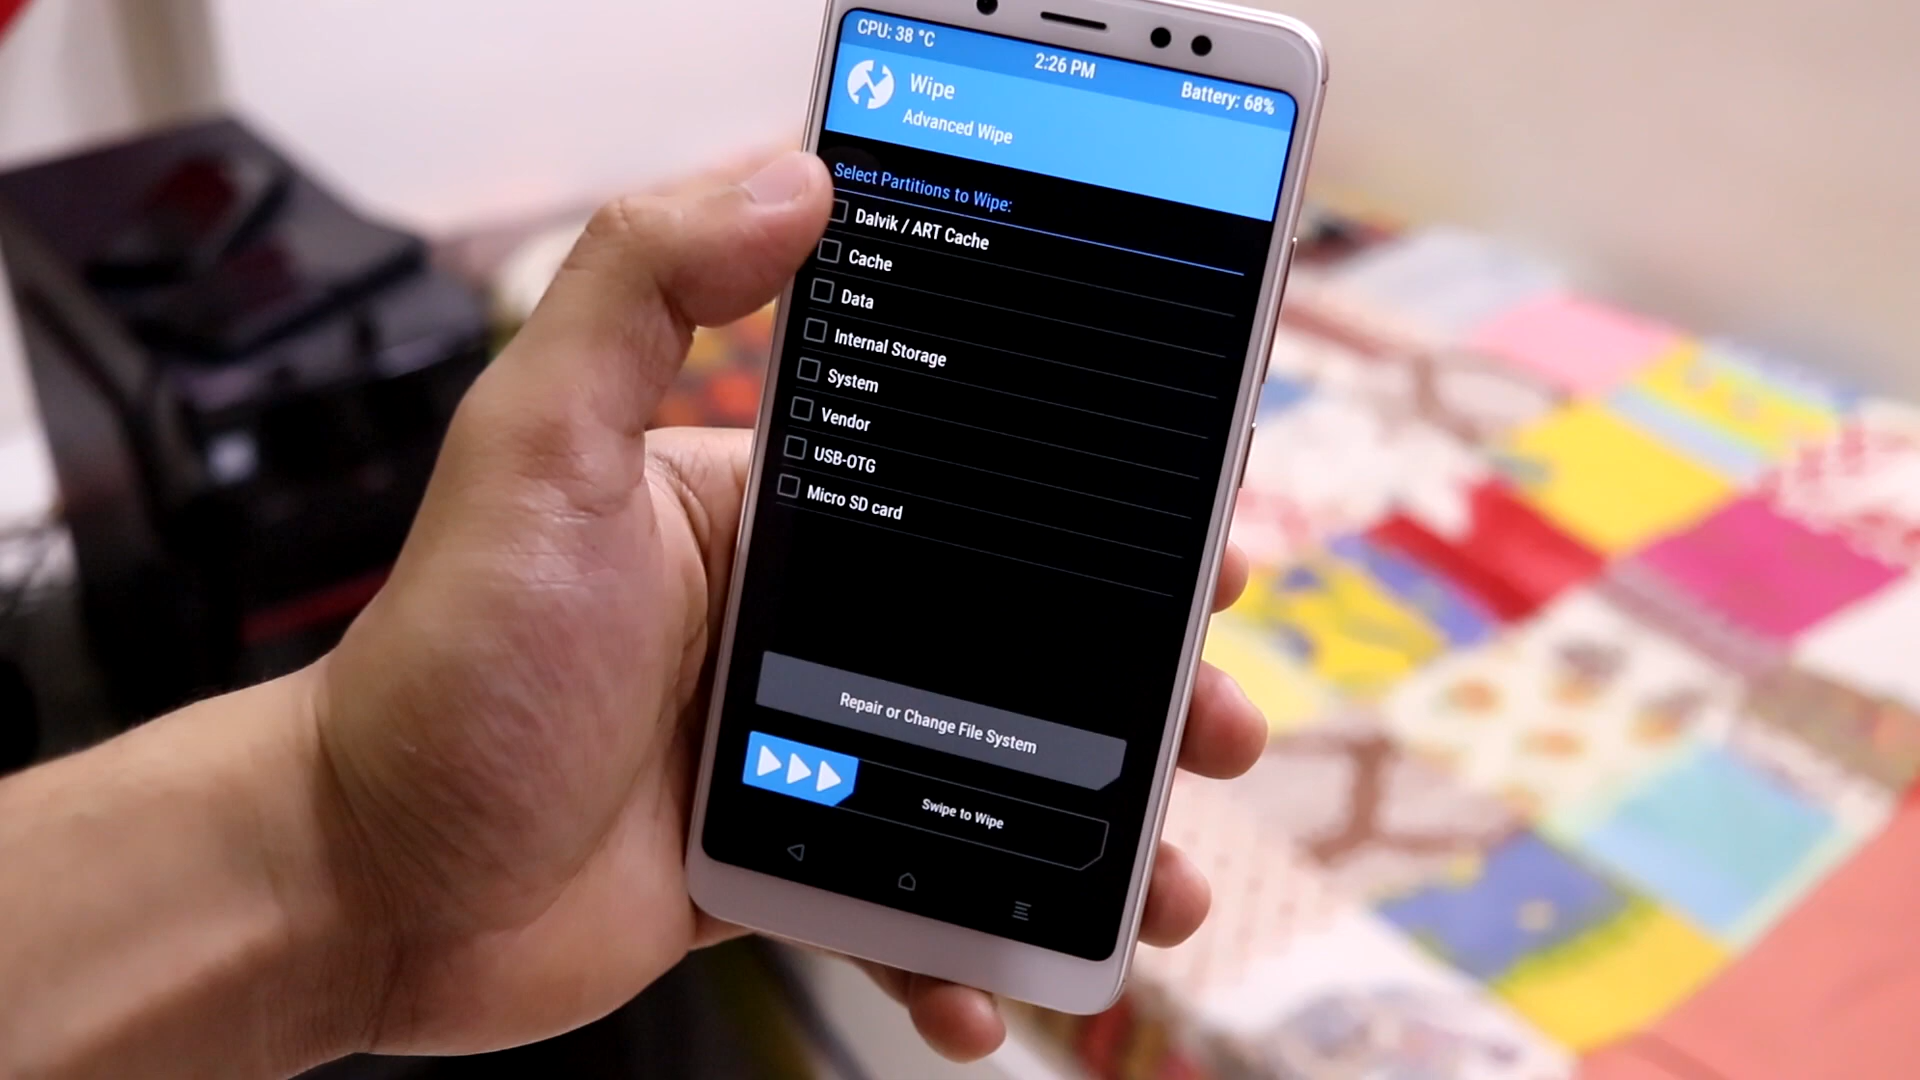 CPU: 38 °C
2:26 PM
Battery: 68%
Wipe
Advanced Wipe
Select Partitions to Wipe:
Dalvik / ART Cache
Cache
Data
Internal Storage
System
Vendor
USB-OTG
Micro SD card
Repair or Change File System
Swipe to Wipe